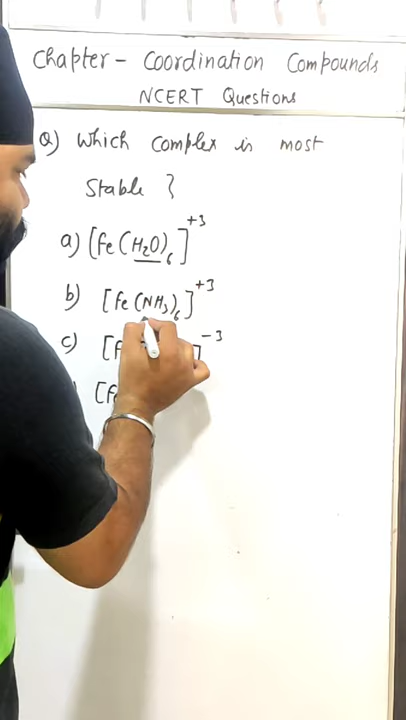 Chapter - Coordination Compounds
NCERT Questions
Q) Which complex is most
Stable ?
a) [Fe(H₂O)₆]⁺³
b) [Fe(NH₃)₆]⁺³
c) [F ]⁻³
) [Fe